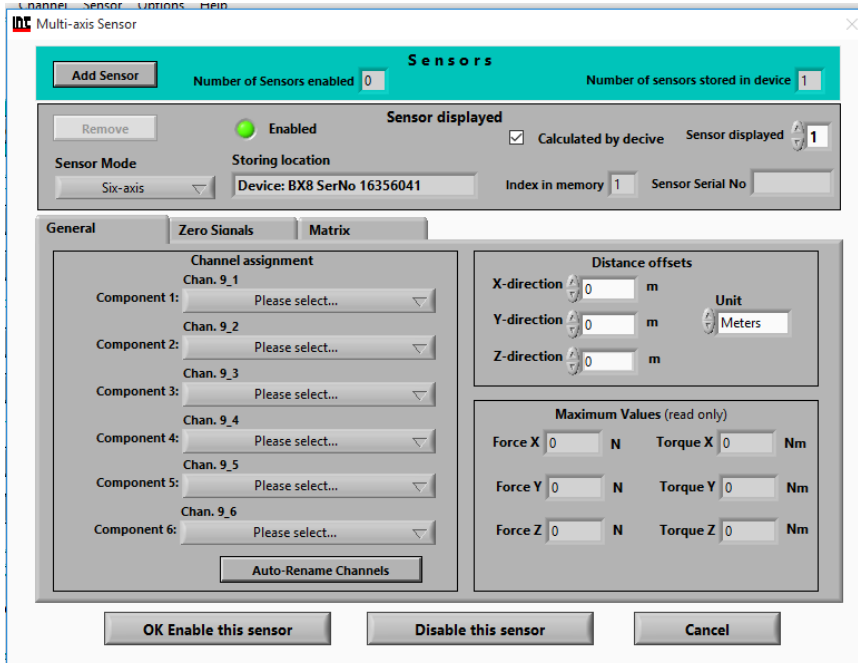 Channel Sensor Options Help
INC Multi-axis Sensor
Sensors
Add Sensor
Number of Sensors enabled 0
Number of sensors stored in device 1
Sensor displayed
Remove
Enabled
Calculated by decive
Sensor displayed 1
Sensor Mode
Storing location
Six-axis
Device: BX8 SerNo 16356041
Index in memory 1
Sensor Serial No
General Zero Signals Matrix
Channel assignment
Chan. 9_1
Component 1: Please select...
Chan. 9_2
Component 2: Please select...
Chan. 9_3
Component 3: Please select...
Chan. 9_4
Component 4: Please select...
Chan. 9_5
Component 5: Please select...
Chan. 9_6
Component 6: Please select...
Auto-Rename Channels
Distance offsets
X-direction 0 m
Unit
Y-direction 0 m
Meters
Z-direction 0 m
Maximum Values (read only)
Force X 0 N Torque X 0 Nm
Force Y 0 N Torque Y 0 Nm
Force Z 0 N Torque Z 0 Nm
OK Enable this sensor
Disable this sensor
Cancel